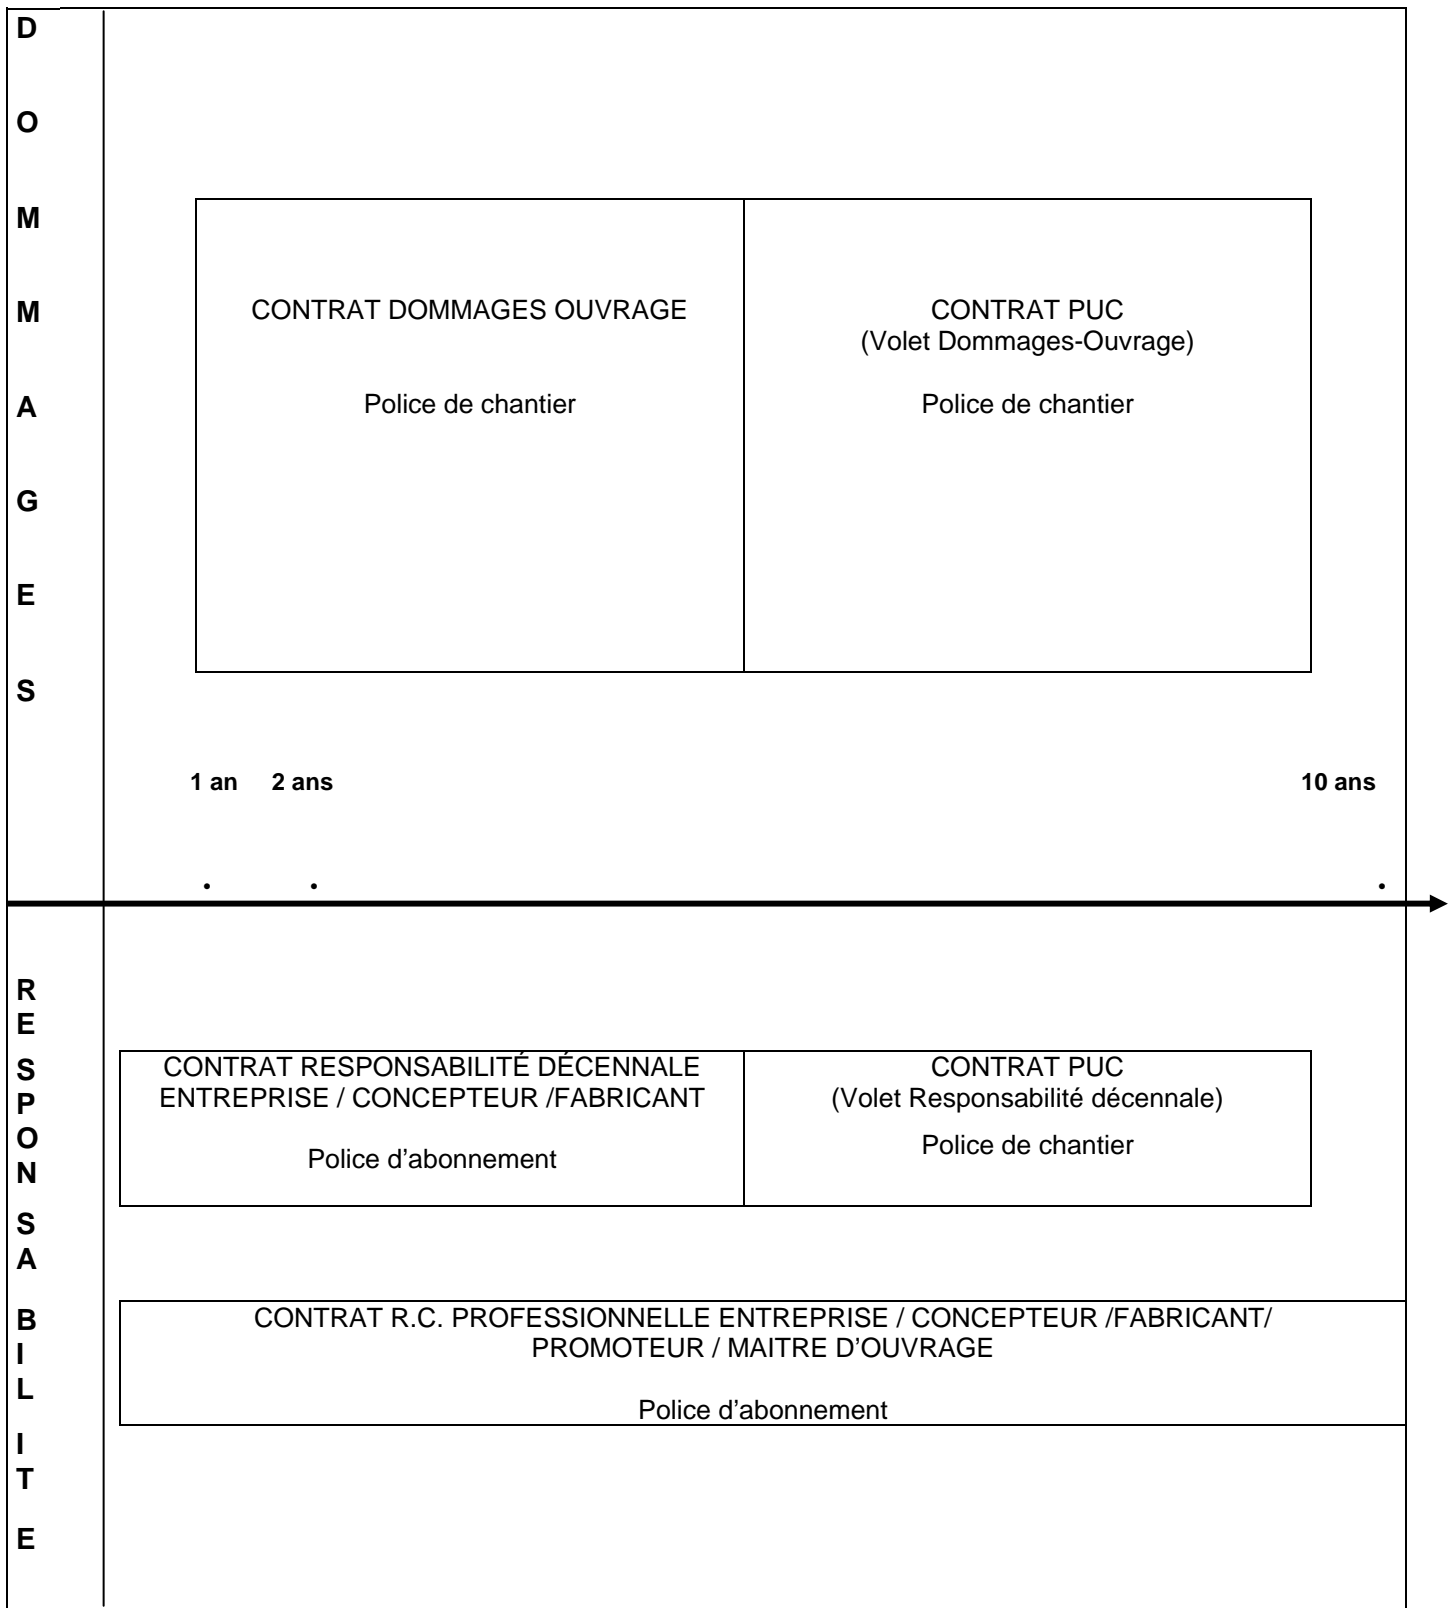 DOMMAGES
CONTRAT DOMMAGES OUVRAGE
Police de chantier
CONTRAT PUC
(Volet Dommages-Ouvrage)
Police de chantier
1 an 2 ans 10 ans
RESPONSABILITE
CONTRAT RESPONSABILITÉ DÉCENNALE
ENTREPRISE / CONCEPTEUR /FABRICANT
Police d’abonnement
CONTRAT PUC
(Volet Responsabilité décennale)
Police de chantier
CONTRAT R.C. PROFESSIONNELLE ENTREPRISE / CONCEPTEUR /FABRICANT/
PROMOTEUR / MAITRE D’OUVRAGE
Police d’abonnement